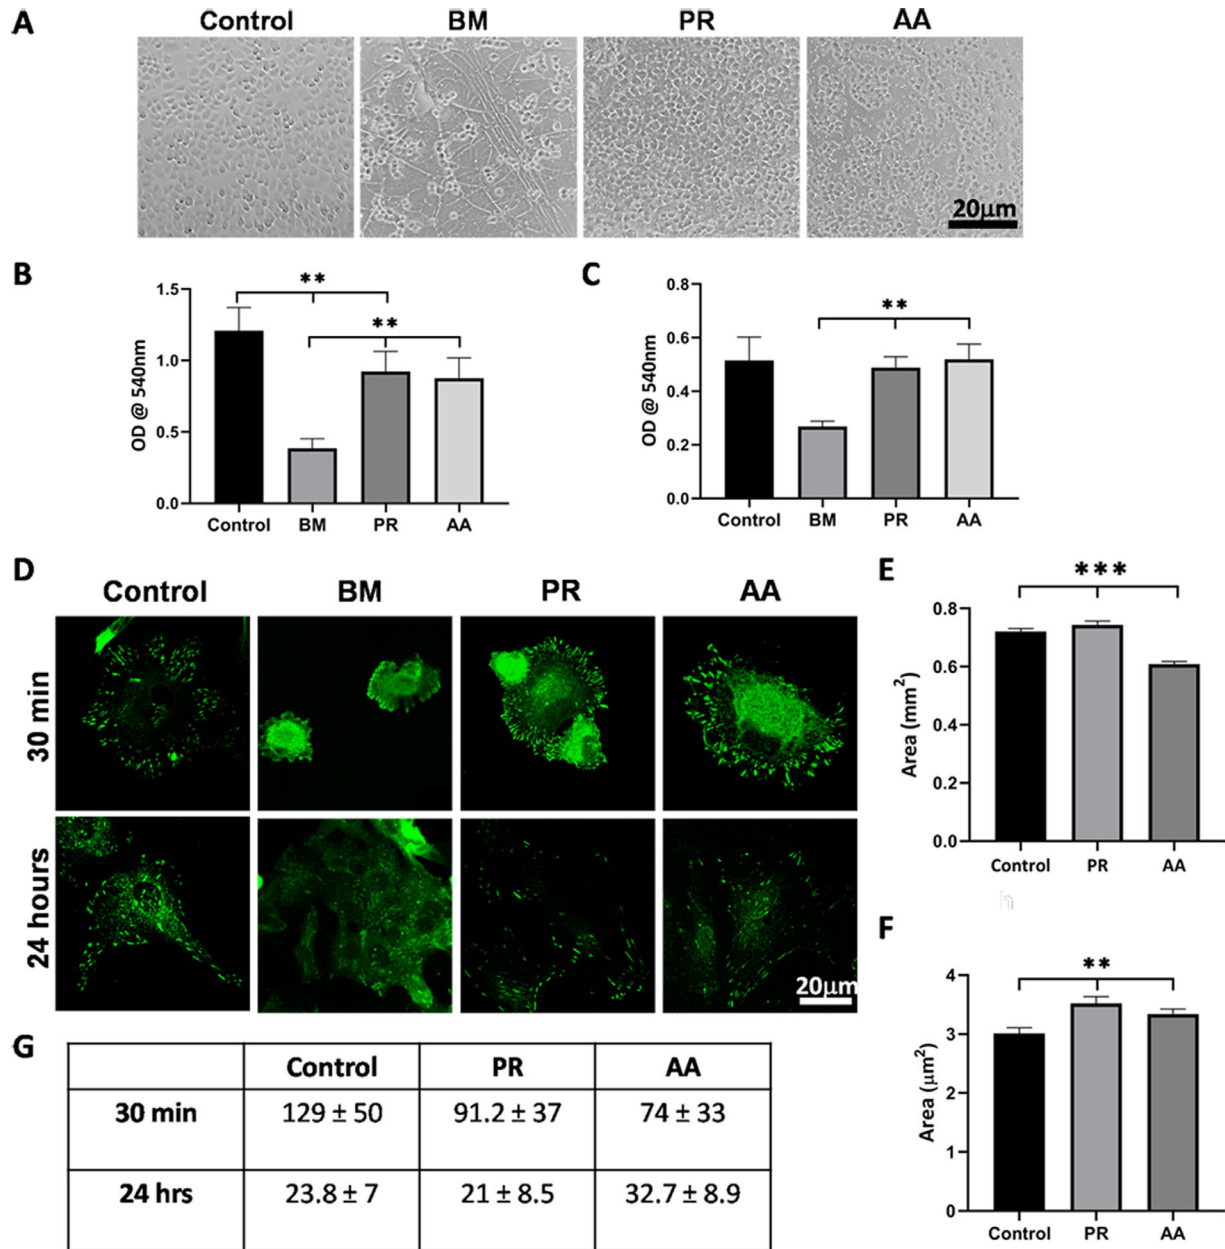 A
Control BM PR AA
20μm
B
**
**
1.5
1.0
0.5
0.0
OD @ 540nm
Control BM PR AA
C
**
0.8
0.6
0.4
0.2
0.0
OD @ 540nm
Control BM PR AA
D
Control BM PR AA
30 min
24 hours
20μm
E
***
0.8
0.6
0.4
0.2
0.0
Area (mm²)
Control PR AA
F
**
4
3
2
1
0
Area (μm²)
Control PR AA
G
Control PR AA
30 min 129 ± 50 91.2 ± 37 74 ± 33
24 hrs 23.8 ± 7 21 ± 8.5 32.7 ± 8.9